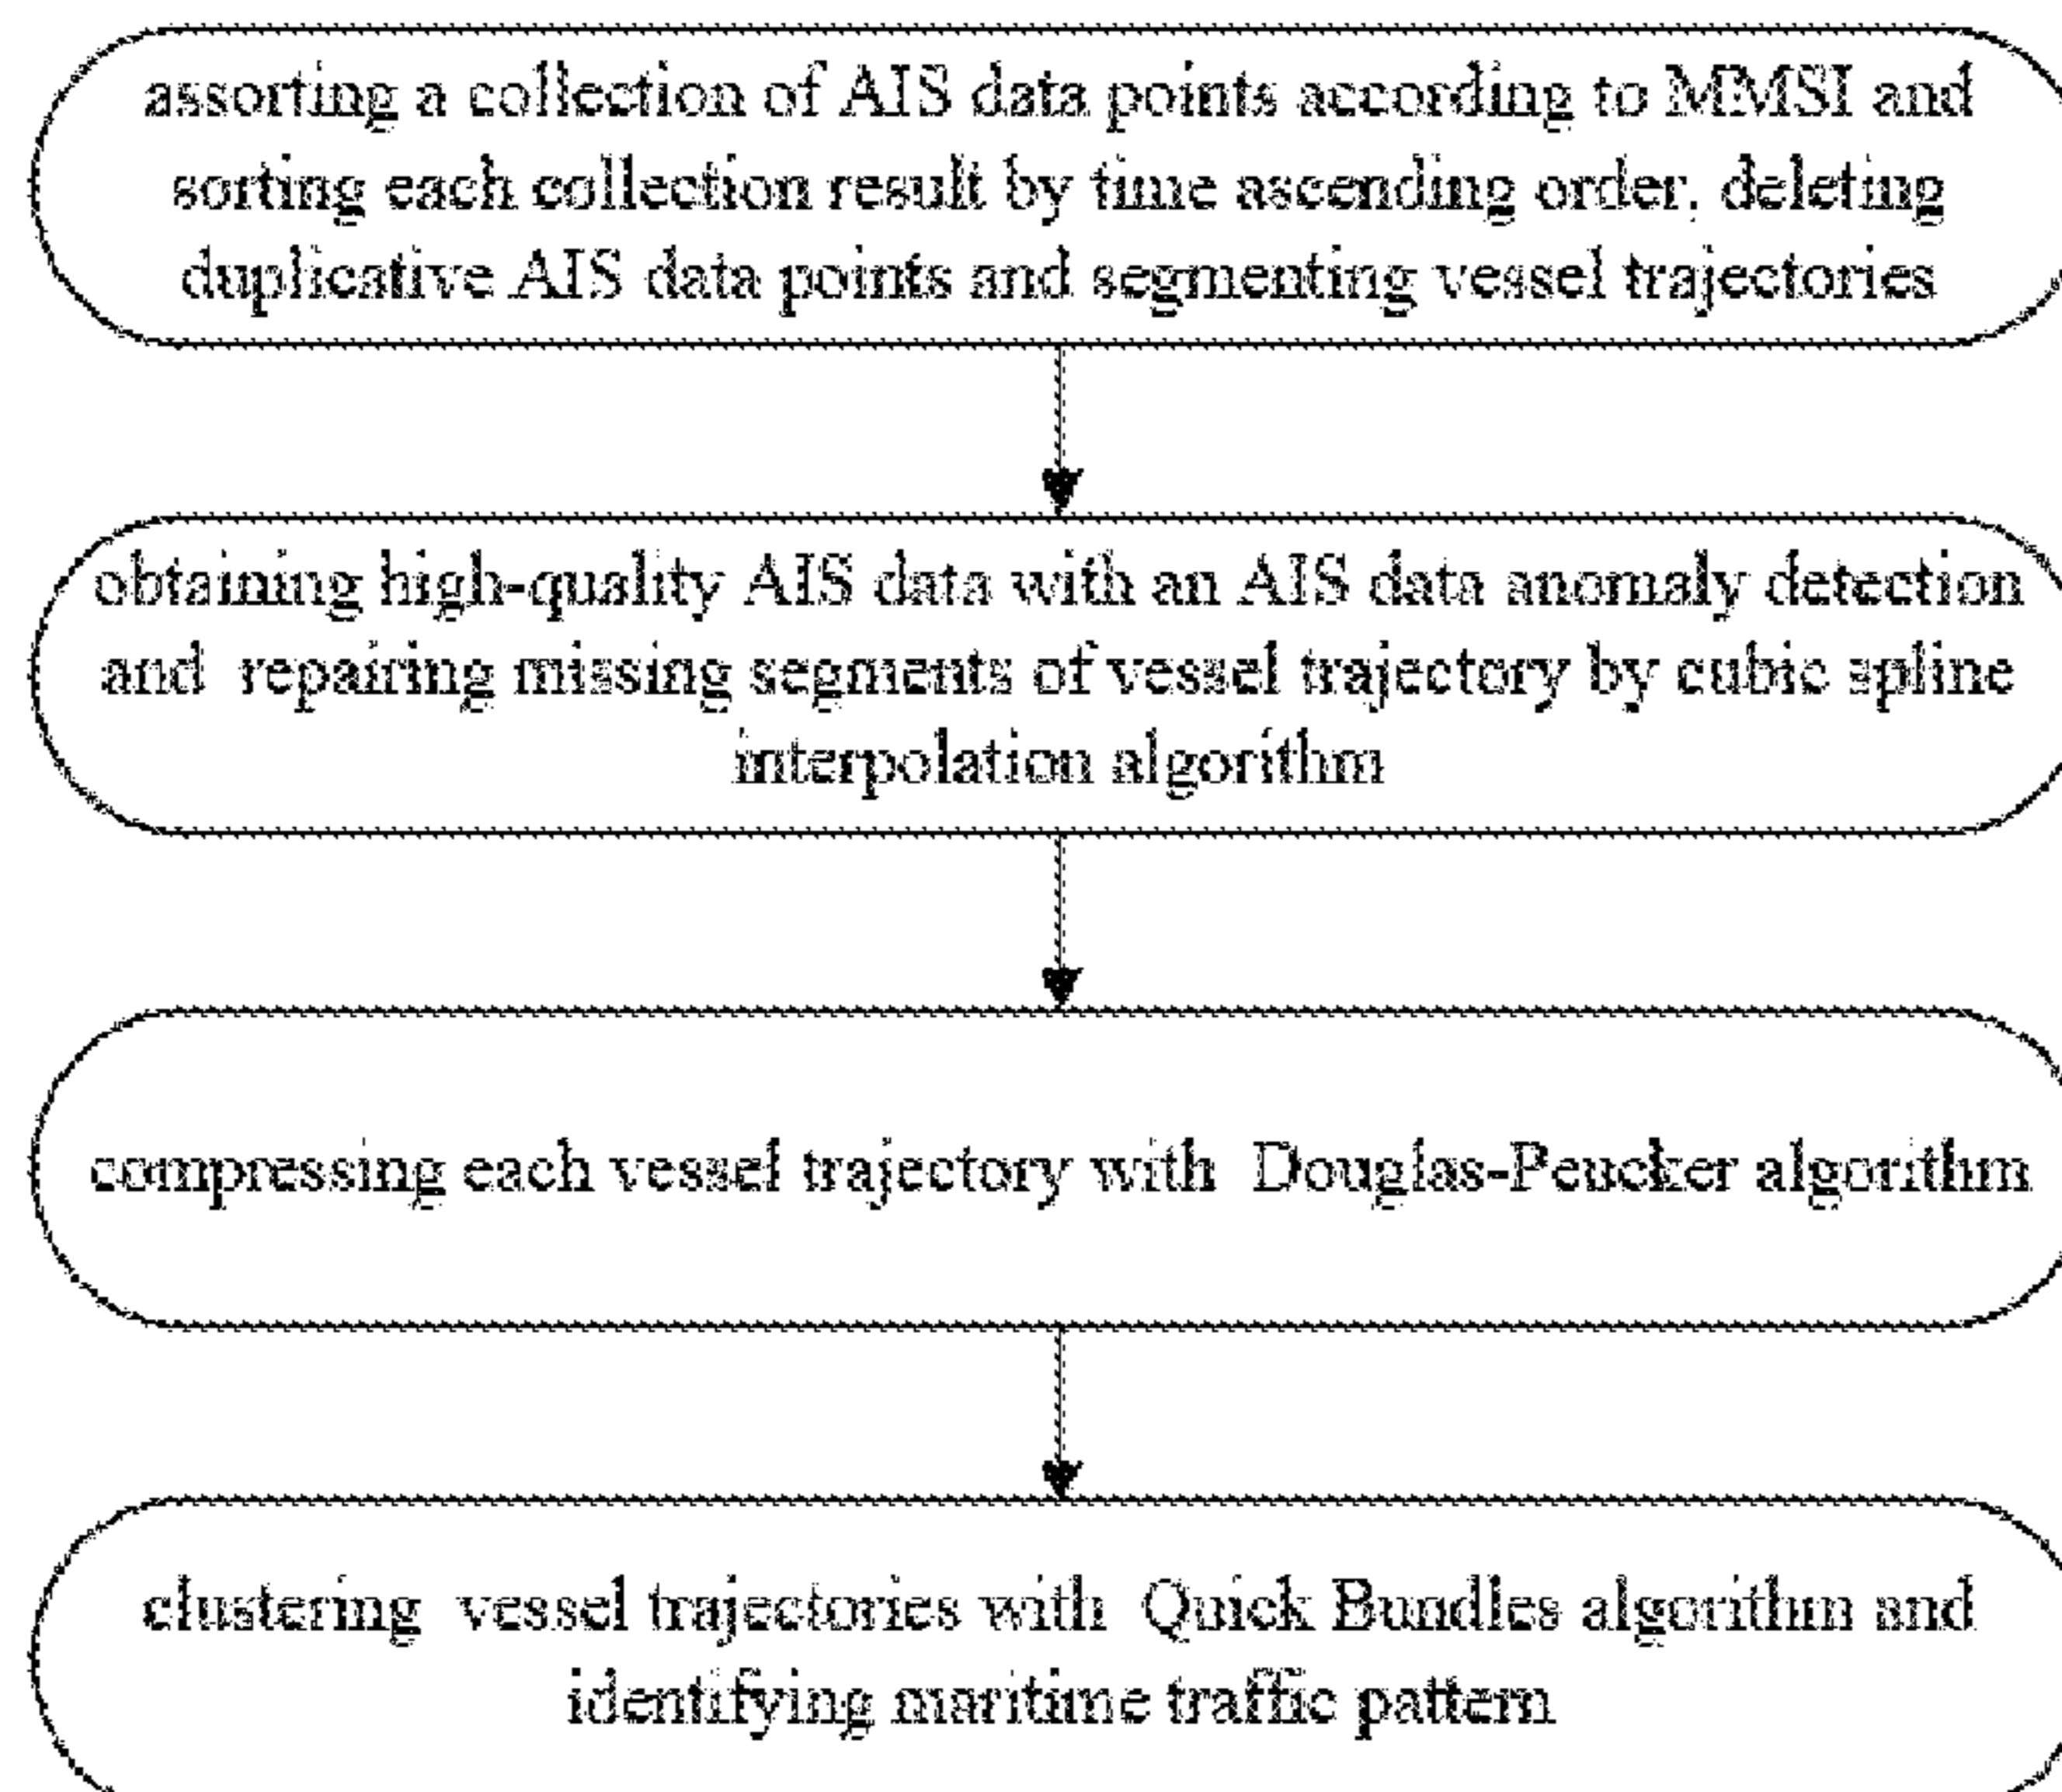 assorting a collection of AIS data points according to MMSI and
sorting each collection result by time ascending order, deleting
duplicative AIS data points and segmenting vessel trajectories
obtaining high-quality AIS data with an AIS data anomaly detection
and repairing missing segments of vessel trajectory by cubic spline
interpolation algorithm
compressing each vessel trajectory with Douglas-Peucker algorithm
clustering vessel trajectories with Quick Bundles algorithm and
identifying maritime traffic pattern